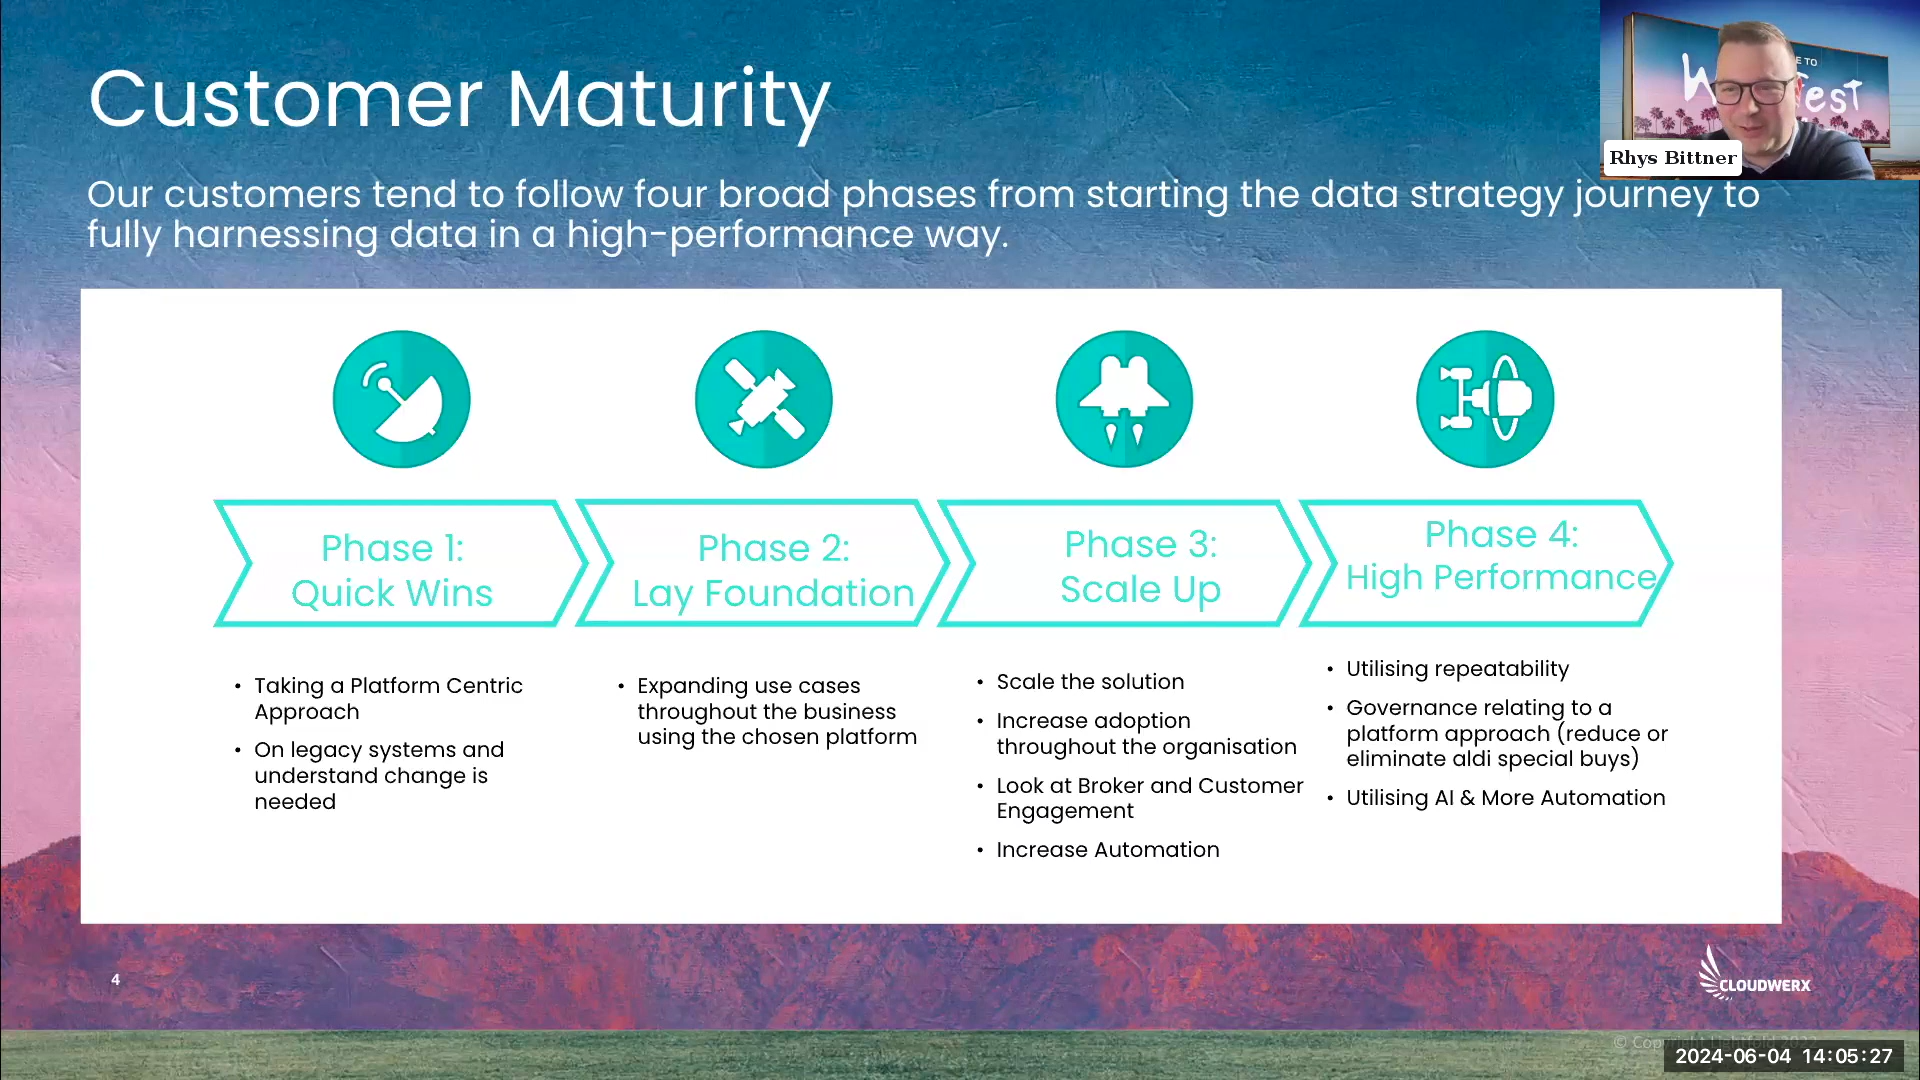 Customer Maturity
Our customers tend to follow four broad phases from starting the data strategy journey to
fully harnessing data in a high-performance way.
E TO
est
Rhys Bittner
Phase 1:
Quick Wins
Phase 2:
Lay Foundation
Phase 3:
Scale Up
Phase 4:
High Performance
• Taking a Platform Centric
Approach
• On legacy systems and
understand change is
needed
• Expanding use cases
throughout the business
using the chosen platform
• Scale the solution
• Increase adoption
throughout the organisation
• Look at Broker and Customer
Engagement
• Increase Automation
• Utilising repeatability
• Governance relating to a
platform approach (reduce or
eliminate aldi special buys)
• Utilising AI & More Automation
4
CLOUDWERX
© Copyright Lightfold
2024-06-04 14:05:27